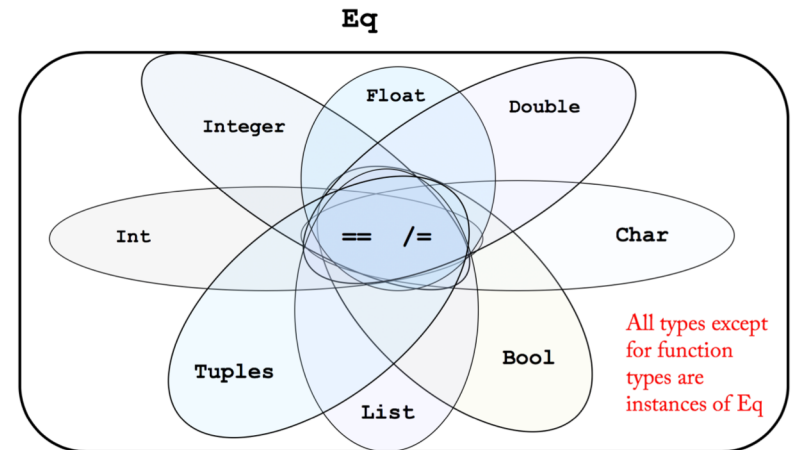 Eq
Float
Double
Integer
Int
== /=
Char
Tuples
List
Bool
All types except
for function
types are
instances of Eq